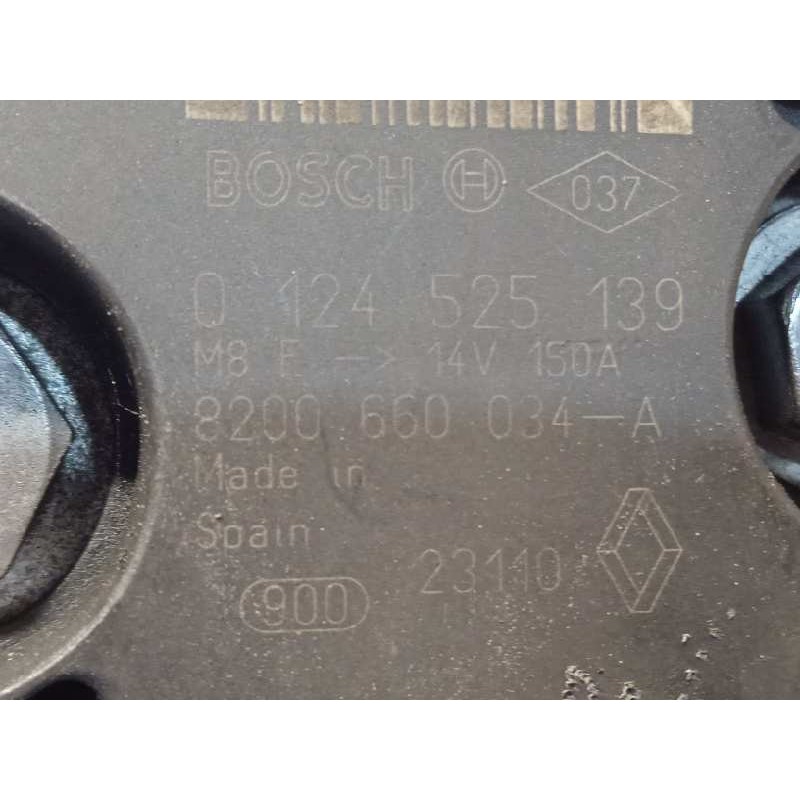 BOSCH 037
0 124 525 139
M8 E —> 14V 150A
8200 660 034-A
Made in
Spain
900 23110